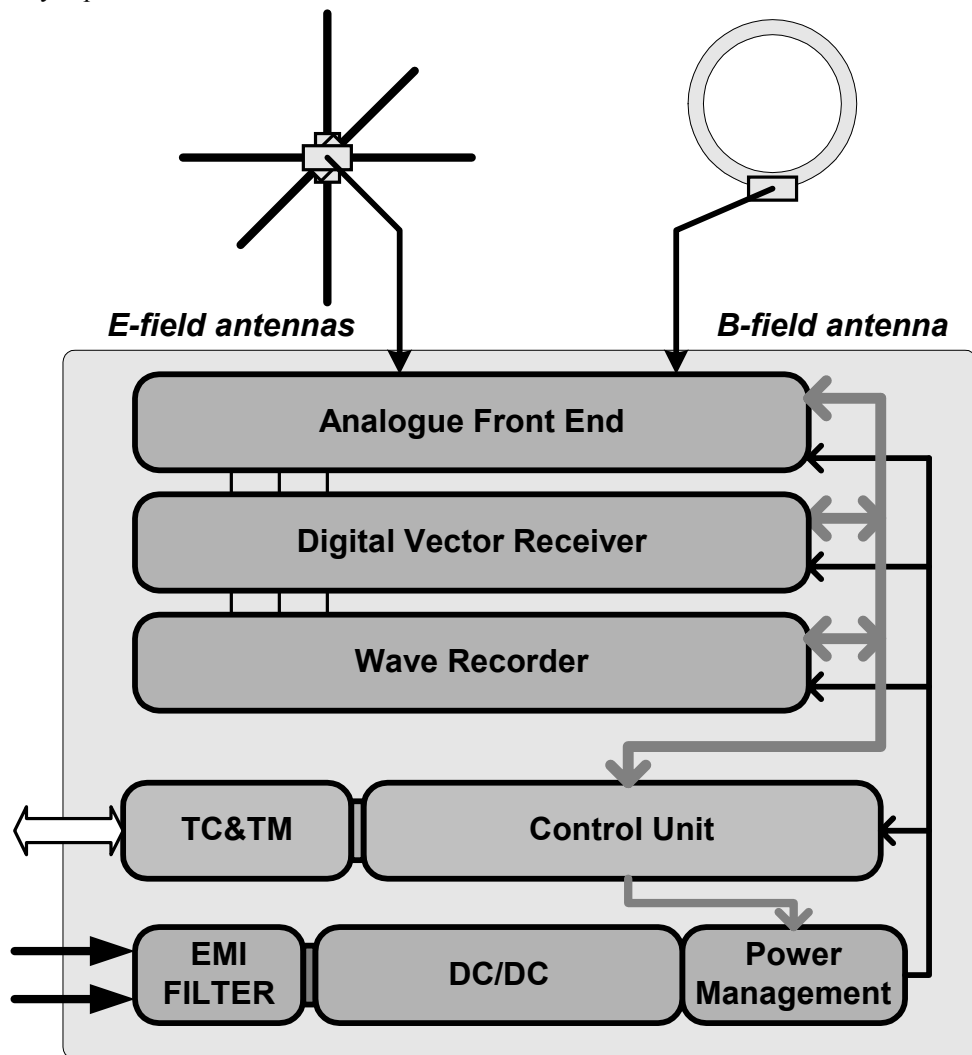 E-field antennas
B-field antenna
Analogue Front End
Digital Vector Receiver
Wave Recorder
TC&TM
Control Unit
EMI
FILTER
DC/DC
Power
Management